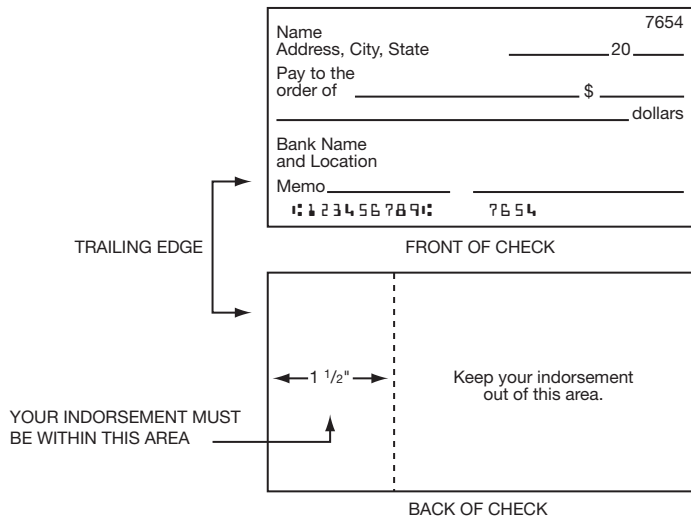 7654
Name
Address, City, State 20
Pay to the
order of $
dollars
Bank Name
and Location
Memo
⑆123456789⑆ 7654
TRAILING EDGE
FRONT OF CHECK
1 1/2"
Keep your indorsement
out of this area.
YOUR INDORSEMENT MUST
BE WITHIN THIS AREA
BACK OF CHECK